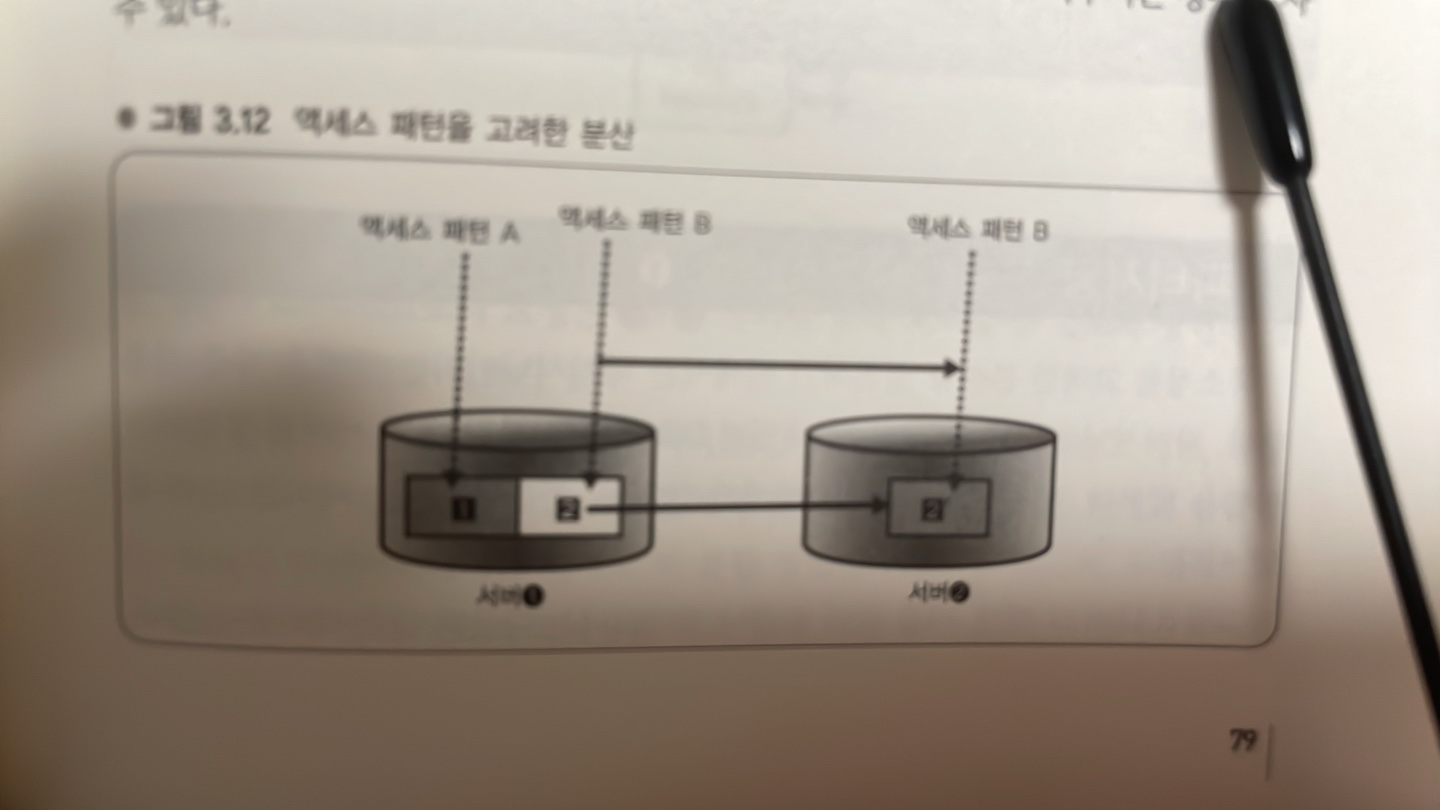 수 있다.
● 그림 3.12 액세스 패턴을 고려한 분산
액세스 패턴 A 액세스 패턴 B 액세스 패턴 B
1 2 2
서버❶ 서버❷
79